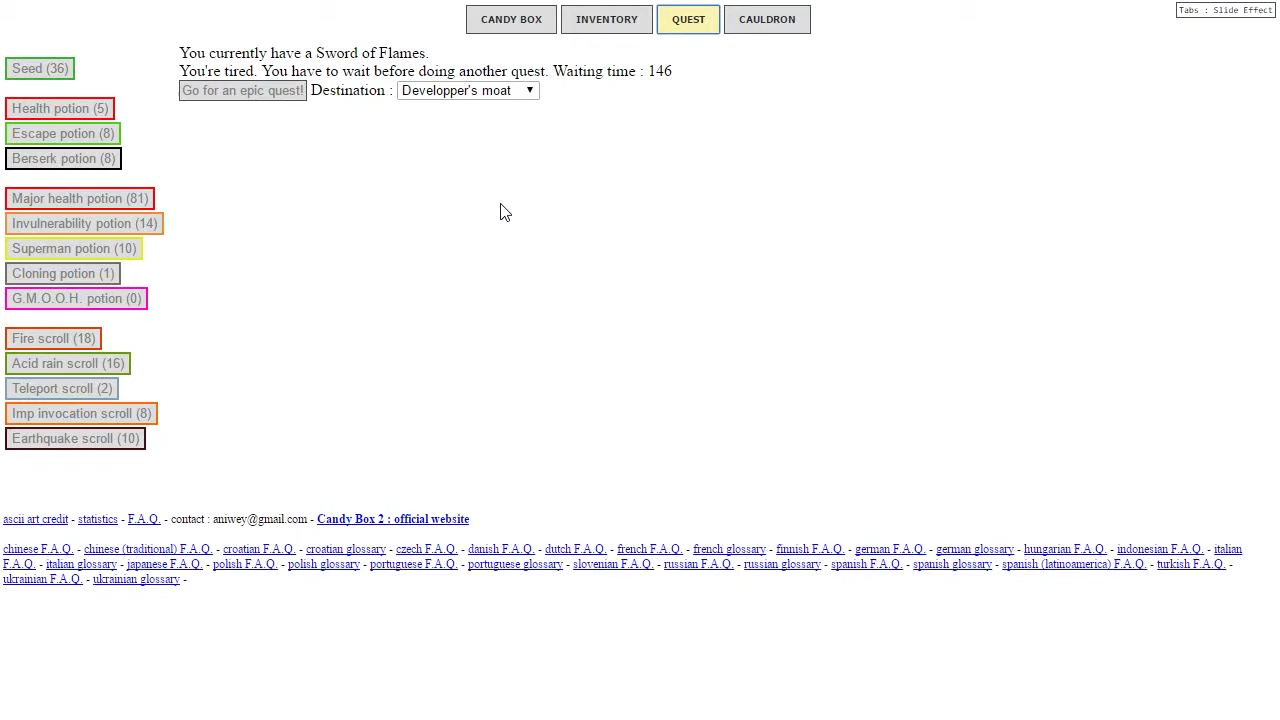 CANDY BOX INVENTORY QUEST CAULDRON
Tabs : Slide Effect
You currently have a Sword of Flames.
You're tired. You have to wait before doing another quest. Waiting time : 146
Go for an epic quest! Destination : Developper's moat
Seed (36)
Health potion (5)
Escape potion (8)
Berserk potion (8)
Major health potion (81)
Invulnerability potion (14)
Superman potion (10)
Cloning potion (1)
G.M.O.O.H. potion (0)
Fire scroll (18)
Acid rain scroll (16)
Teleport scroll (2)
Imp invocation scroll (8)
Earthquake scroll (10)
ascii art credit - statistics - F.A.Q. - contact : aniwey@gmail.com - Candy Box 2 : official website
chinese F.A.Q. - chinese (traditional) F.A.Q. - croatian F.A.Q. - croatian glossary - czech F.A.Q. - danish F.A.Q. - dutch F.A.Q. - french F.A.Q. - french glossary - finnish F.A.Q. - german F.A.Q. - german glossary - hungarian F.A.Q. - indonesian F.A.Q. - italian
F.A.Q. - italian glossary - japanese F.A.Q. - polish F.A.Q. - polish glossary - portuguese F.A.Q. - portuguese glossary - slovenian F.A.Q. - russian F.A.Q. - russian glossary - spanish F.A.Q. - spanish glossary - spanish (latinoamerica) F.A.Q. - turkish F.A.Q. -
ukrainian F.A.Q. - ukrainian glossary -